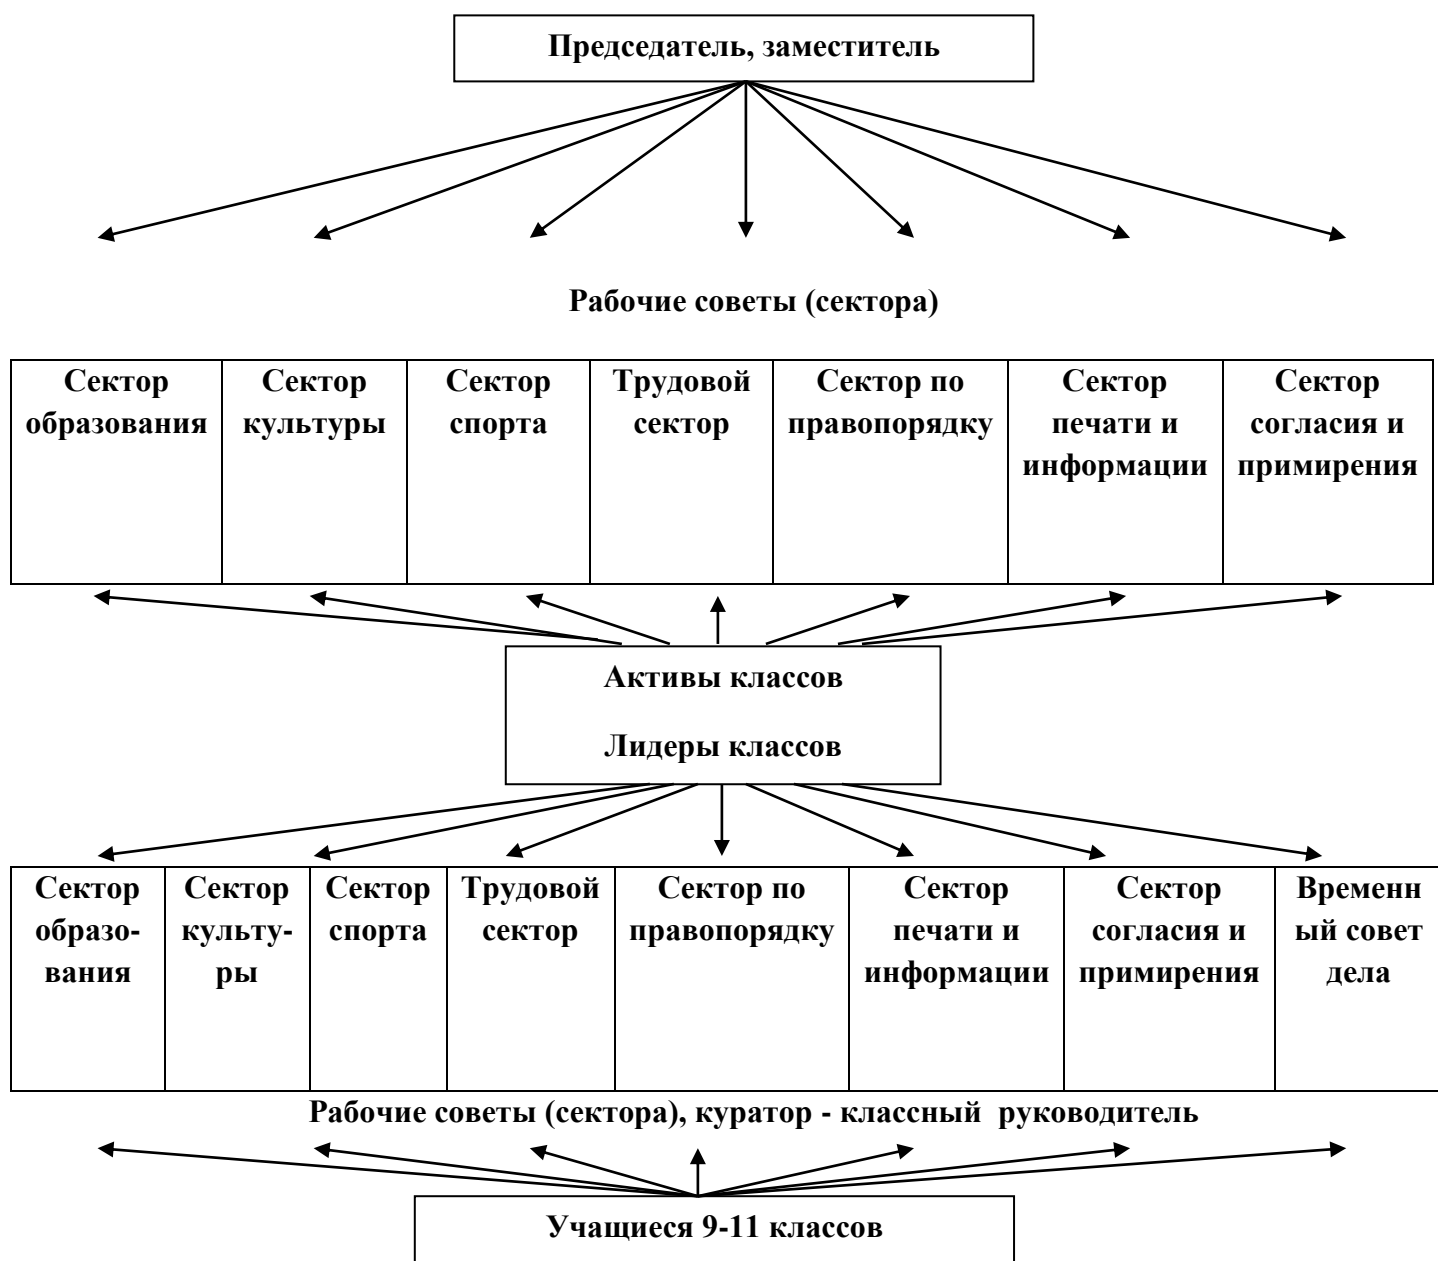 Председатель, заместитель
Рабочие советы (сектора)
Сектор
образования
Сектор
культуры
Сектор
спорта
Трудовой
сектор
Сектор по
правопорядку
Сектор
печати и
информации
Сектор
согласия и
примирения
Активы классов
Лидеры классов
Сектор
образо-
вания
Сектор
культу-
ры
Сектор
спорта
Трудовой
сектор
Сектор по
правопорядку
Сектор
печати и
информации
Сектор
согласия и
примирения
Временн
ый совет
дела
Рабочие советы (сектора), куратор - классный  руководитель
Учащиеся 9-11 классов